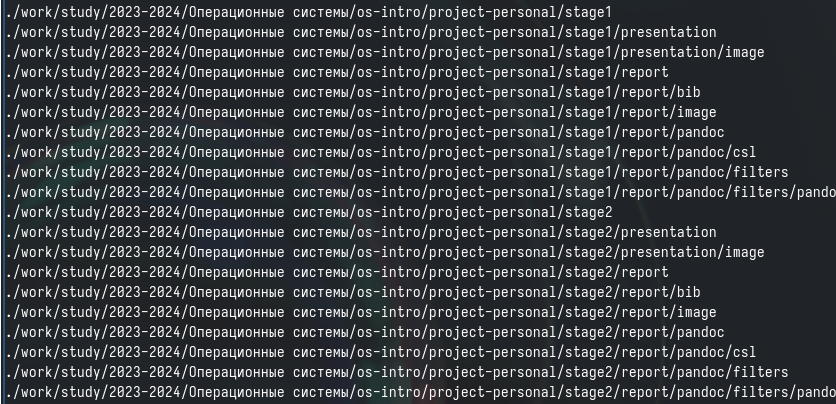 ./work/study/2023-2024/Операционные системы/os-intro/project-personal/stage1
./work/study/2023-2024/Операционные системы/os-intro/project-personal/stage1/presentation
./work/study/2023-2024/Операционные системы/os-intro/project-personal/stage1/presentation/image
./work/study/2023-2024/Операционные системы/os-intro/project-personal/stage1/report
./work/study/2023-2024/Операционные системы/os-intro/project-personal/stage1/report/bib
./work/study/2023-2024/Операционные системы/os-intro/project-personal/stage1/report/image
./work/study/2023-2024/Операционные системы/os-intro/project-personal/stage1/report/pandoc
./work/study/2023-2024/Операционные системы/os-intro/project-personal/stage1/report/pandoc/csl
./work/study/2023-2024/Операционные системы/os-intro/project-personal/stage1/report/pandoc/filters
./work/study/2023-2024/Операционные системы/os-intro/project-personal/stage1/report/pandoc/filters/pando
./work/study/2023-2024/Операционные системы/os-intro/project-personal/stage2
./work/study/2023-2024/Операционные системы/os-intro/project-personal/stage2/presentation
./work/study/2023-2024/Операционные системы/os-intro/project-personal/stage2/presentation/image
./work/study/2023-2024/Операционные системы/os-intro/project-personal/stage2/report
./work/study/2023-2024/Операционные системы/os-intro/project-personal/stage2/report/bib
./work/study/2023-2024/Операционные системы/os-intro/project-personal/stage2/report/image
./work/study/2023-2024/Операционные системы/os-intro/project-personal/stage2/report/pandoc
./work/study/2023-2024/Операционные системы/os-intro/project-personal/stage2/report/pandoc/csl
./work/study/2023-2024/Операционные системы/os-intro/project-personal/stage2/report/pandoc/filters
./work/study/2023-2024/Операционные системы/os-intro/project-personal/stage2/report/pandoc/filters/pando